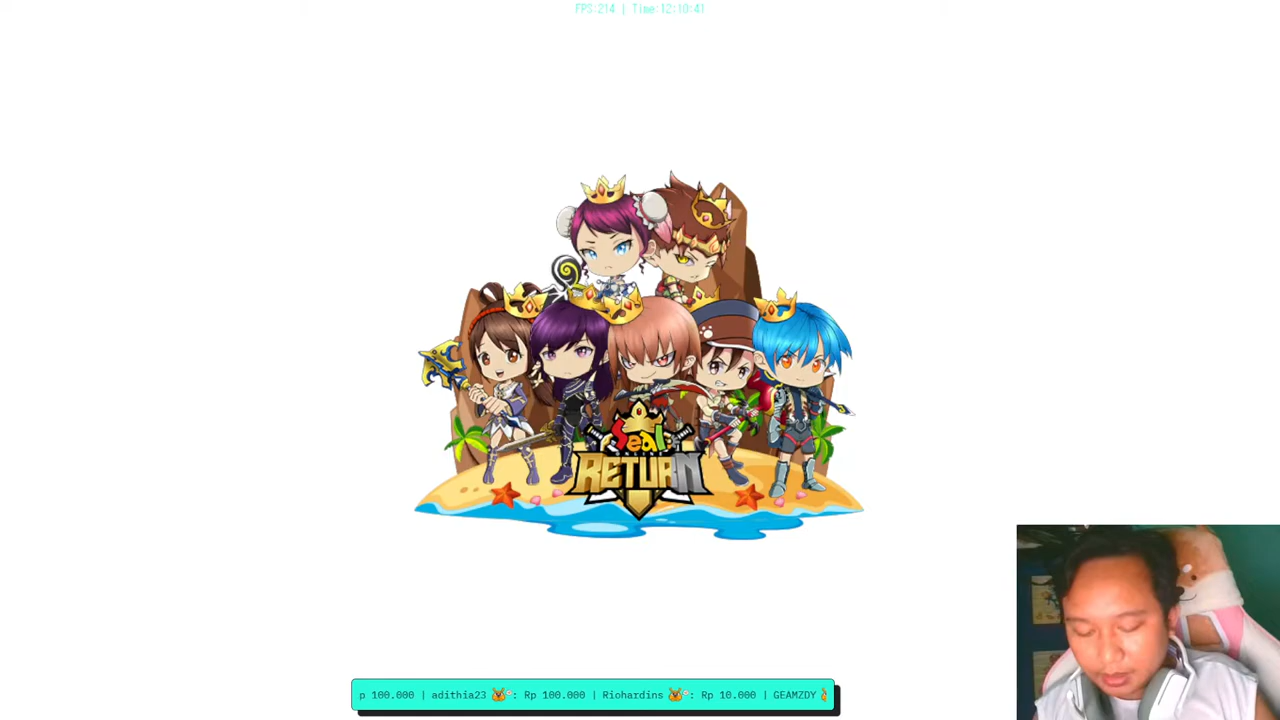 FPS:214 | Time:12:10:41
Seal
ONLINE
RETURN
p 100.000 | adithia23 : Rp 100.000 | Riohardins : Rp 10.000 | GEAMZDY